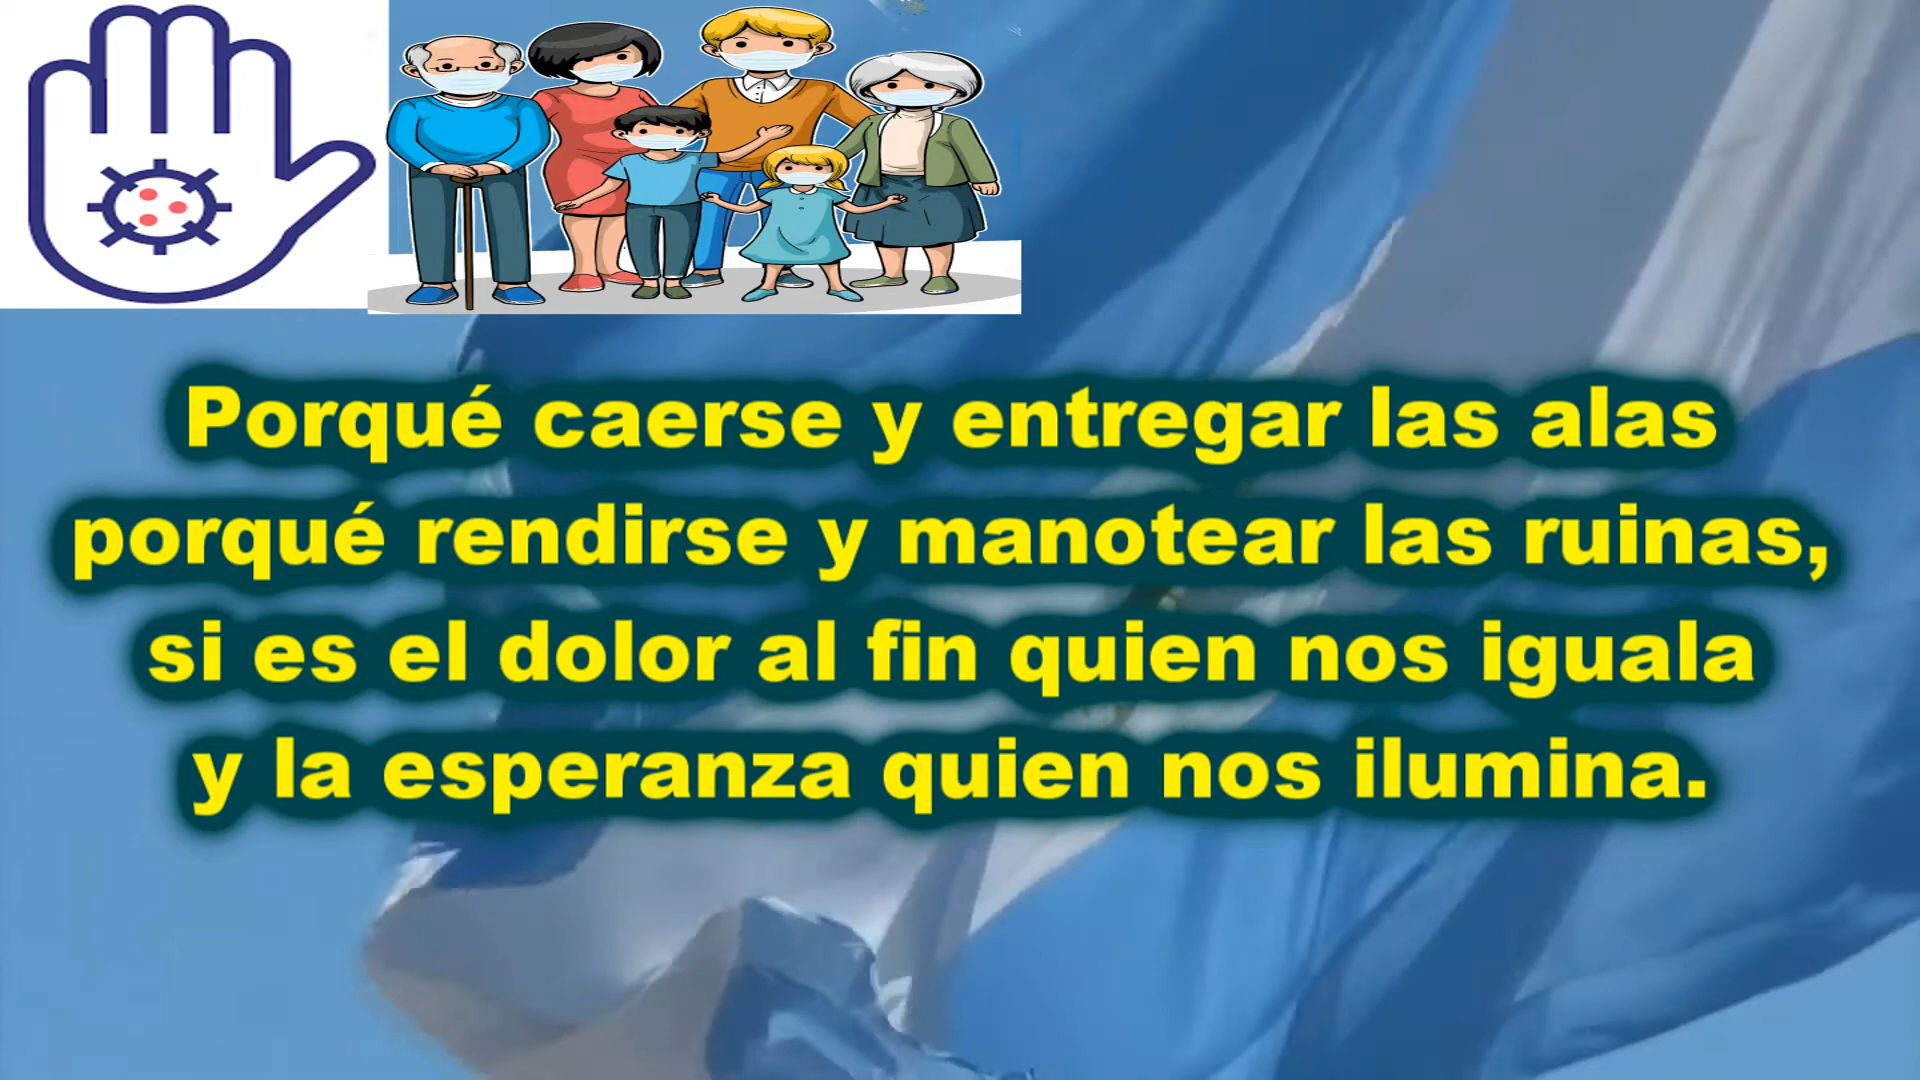 Porqué caerse y entregar las alas
porqué rendirse y manotear las ruinas,
si es el dolor al fin quien nos iguala
y la esperanza quien nos ilumina.